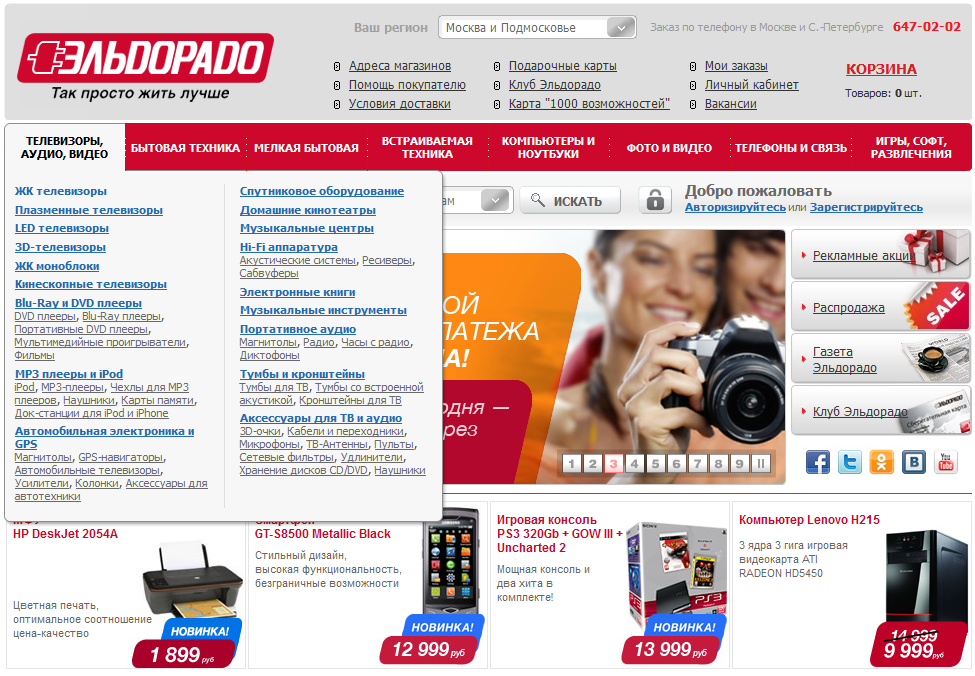 Ваш регион
Москва и Подмосковье
Заказ по телефону в Москве и С.-Петербурге 647-02-02
ЭЛЬДОРАДО
Так просто жить лучше
Адреса магазинов
Помощь покупателю
Условия доставки
Подарочные карты
Клуб Эльдорадо
Карта "1000 возможностей"
Мои заказы
Личный кабинет
Вакансии
КОРЗИНА
Товаров: 0 шт.
ТЕЛЕВИЗОРЫ,
АУДИО, ВИДЕО
БЫТОВАЯ ТЕХНИКА
МЕЛКАЯ БЫТОВАЯ
ВСТРАИВАЕМАЯ
ТЕХНИКА
КОМПЬЮТЕРЫ И
НОУТБУКИ
ФОТО И ВИДЕО
ТЕЛЕФОНЫ И СВЯЗЬ
ИГРЫ, СОФТ,
РАЗВЛЕЧЕНИЯ
ЖК телевизоры
Плазменные телевизоры
LED телевизоры
3D-телевизоры
ЖК моноблоки
Кинескопные телевизоры
Blu-Ray и DVD плееры
DVD плееры, Blu-Ray плееры,
Портативные DVD плееры,
Мультимедийные проигрыватели,
Фильмы
MP3 плееры и iPod
iPod, MP3-плееры, Чехлы для MP3
плееров, Наушники, Карты памяти,
Док-станции для iPod и iPhone
Автомобильная электроника и
GPS
Магнитолы, GPS-навигаторы,
Автомобильные телевизоры,
Усилители, Колонки, Аксессуары для
автотехники
Спутниковое оборудование
Домашние кинотеатры
Музыкальные центры
Hi-Fi аппаратура
Акустические системы, Ресиверы,
Сабвуферы
Электронные книги
Музыкальные инструменты
Портативное аудио
Магнитолы, Радио, Часы с радио,
Диктофоны
Тумбы и кронштейны
Тумбы для ТВ, Тумбы со встроенной
акустикой, Кронштейны для ТВ
Аксессуары для ТВ и аудио
3D-очки, Кабели и переходники,
Микрофоны, ТВ-Антенны, Пульты,
Сетевые фильтры, Удлинители,
Хранение дисков CD/DVD, Наушники
ам
ИСКАТЬ
Добро пожаловать
Авторизируйтесь или Зарегистрируйтесь
ОЙ
ЛАТЕЖА
А!
одня —
рез
1 2 3 4 5 6 7 8 9 II
Рекламные акции
Распродажа
SALE
Газета
Эльдорадо
Клуб Эльдорадо
ЭЛЬДОРАДО
Сберегательная карта
f
t
B
You
Tube
МФУ
HP DeskJet 2054A
Цветная печать,
оптимальное соотношение
цена-качество
НОВИНКА!
1 899 руб
Смартфон
GT-S8500 Metallic Black
Стильный дизайн,
высокая функциональность,
безграничные возможности
НОВИНКА!
12 999 руб
Игровая консоль
PS3 320Gb + GOW III +
Uncharted 2
Мощная консоль и
два хита в
комплекте!
SONY
PS3
НОВИНКА!
13 999 руб
Компьютер Lenovo H215
3 ядра 3 гига игровая
видеокарта ATI
RADEON HD5450
14 999
9 999 руб